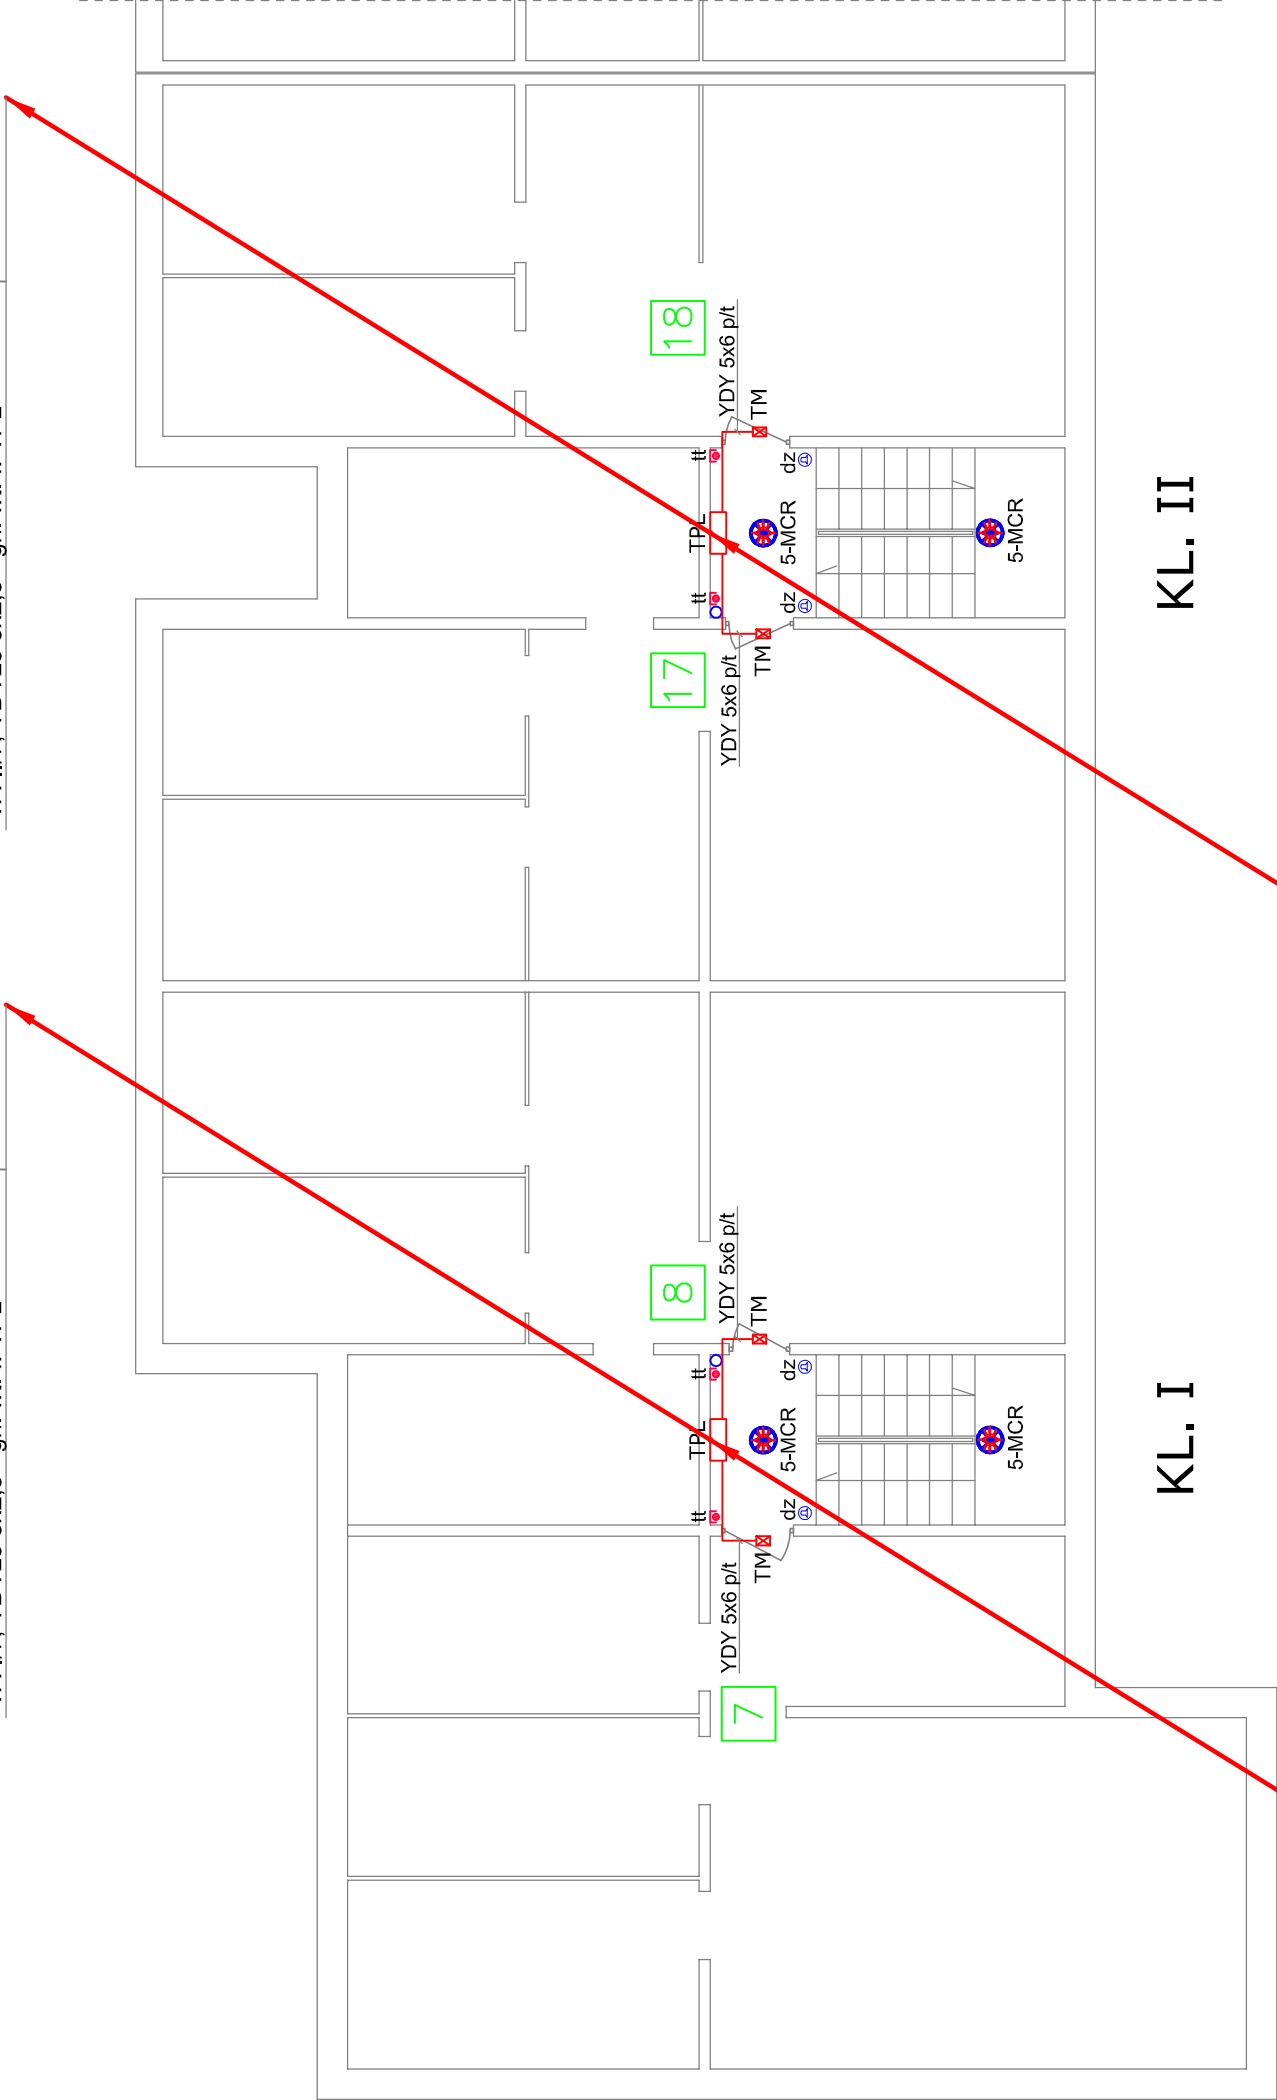 18
YDY 5x6 p/t
TM
tt
dz
TPL
5-MCR
5-MCR
tt
dz
TM
17
YDY 5x6 p/t
KL. II
8
YDY 5x6 p/t
TM
tt
dz
TPL
5-MCR
5-MCR
tt
dz
TM
YDY 5x6 p/t
7
KL. I